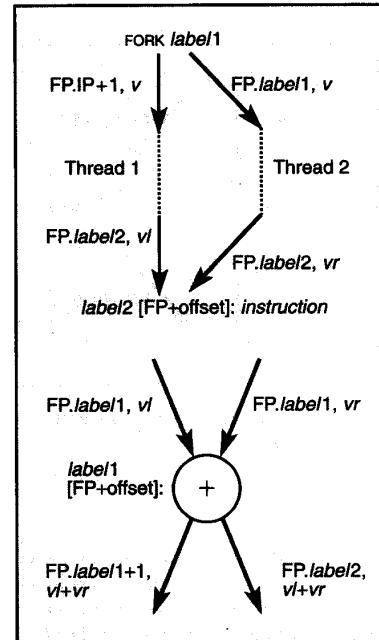 FORK label1
FP.IP+1, v
FP.label1, v
Thread 1
Thread 2
FP.label2, vl
FP.label2, vr
label2 [FP+offset]: instruction
FP.label1, vl
FP.label1, vr
label1
[FP+offset]:
+
FP.label1+1,
vl+vr
FP.label2,
vl+vr